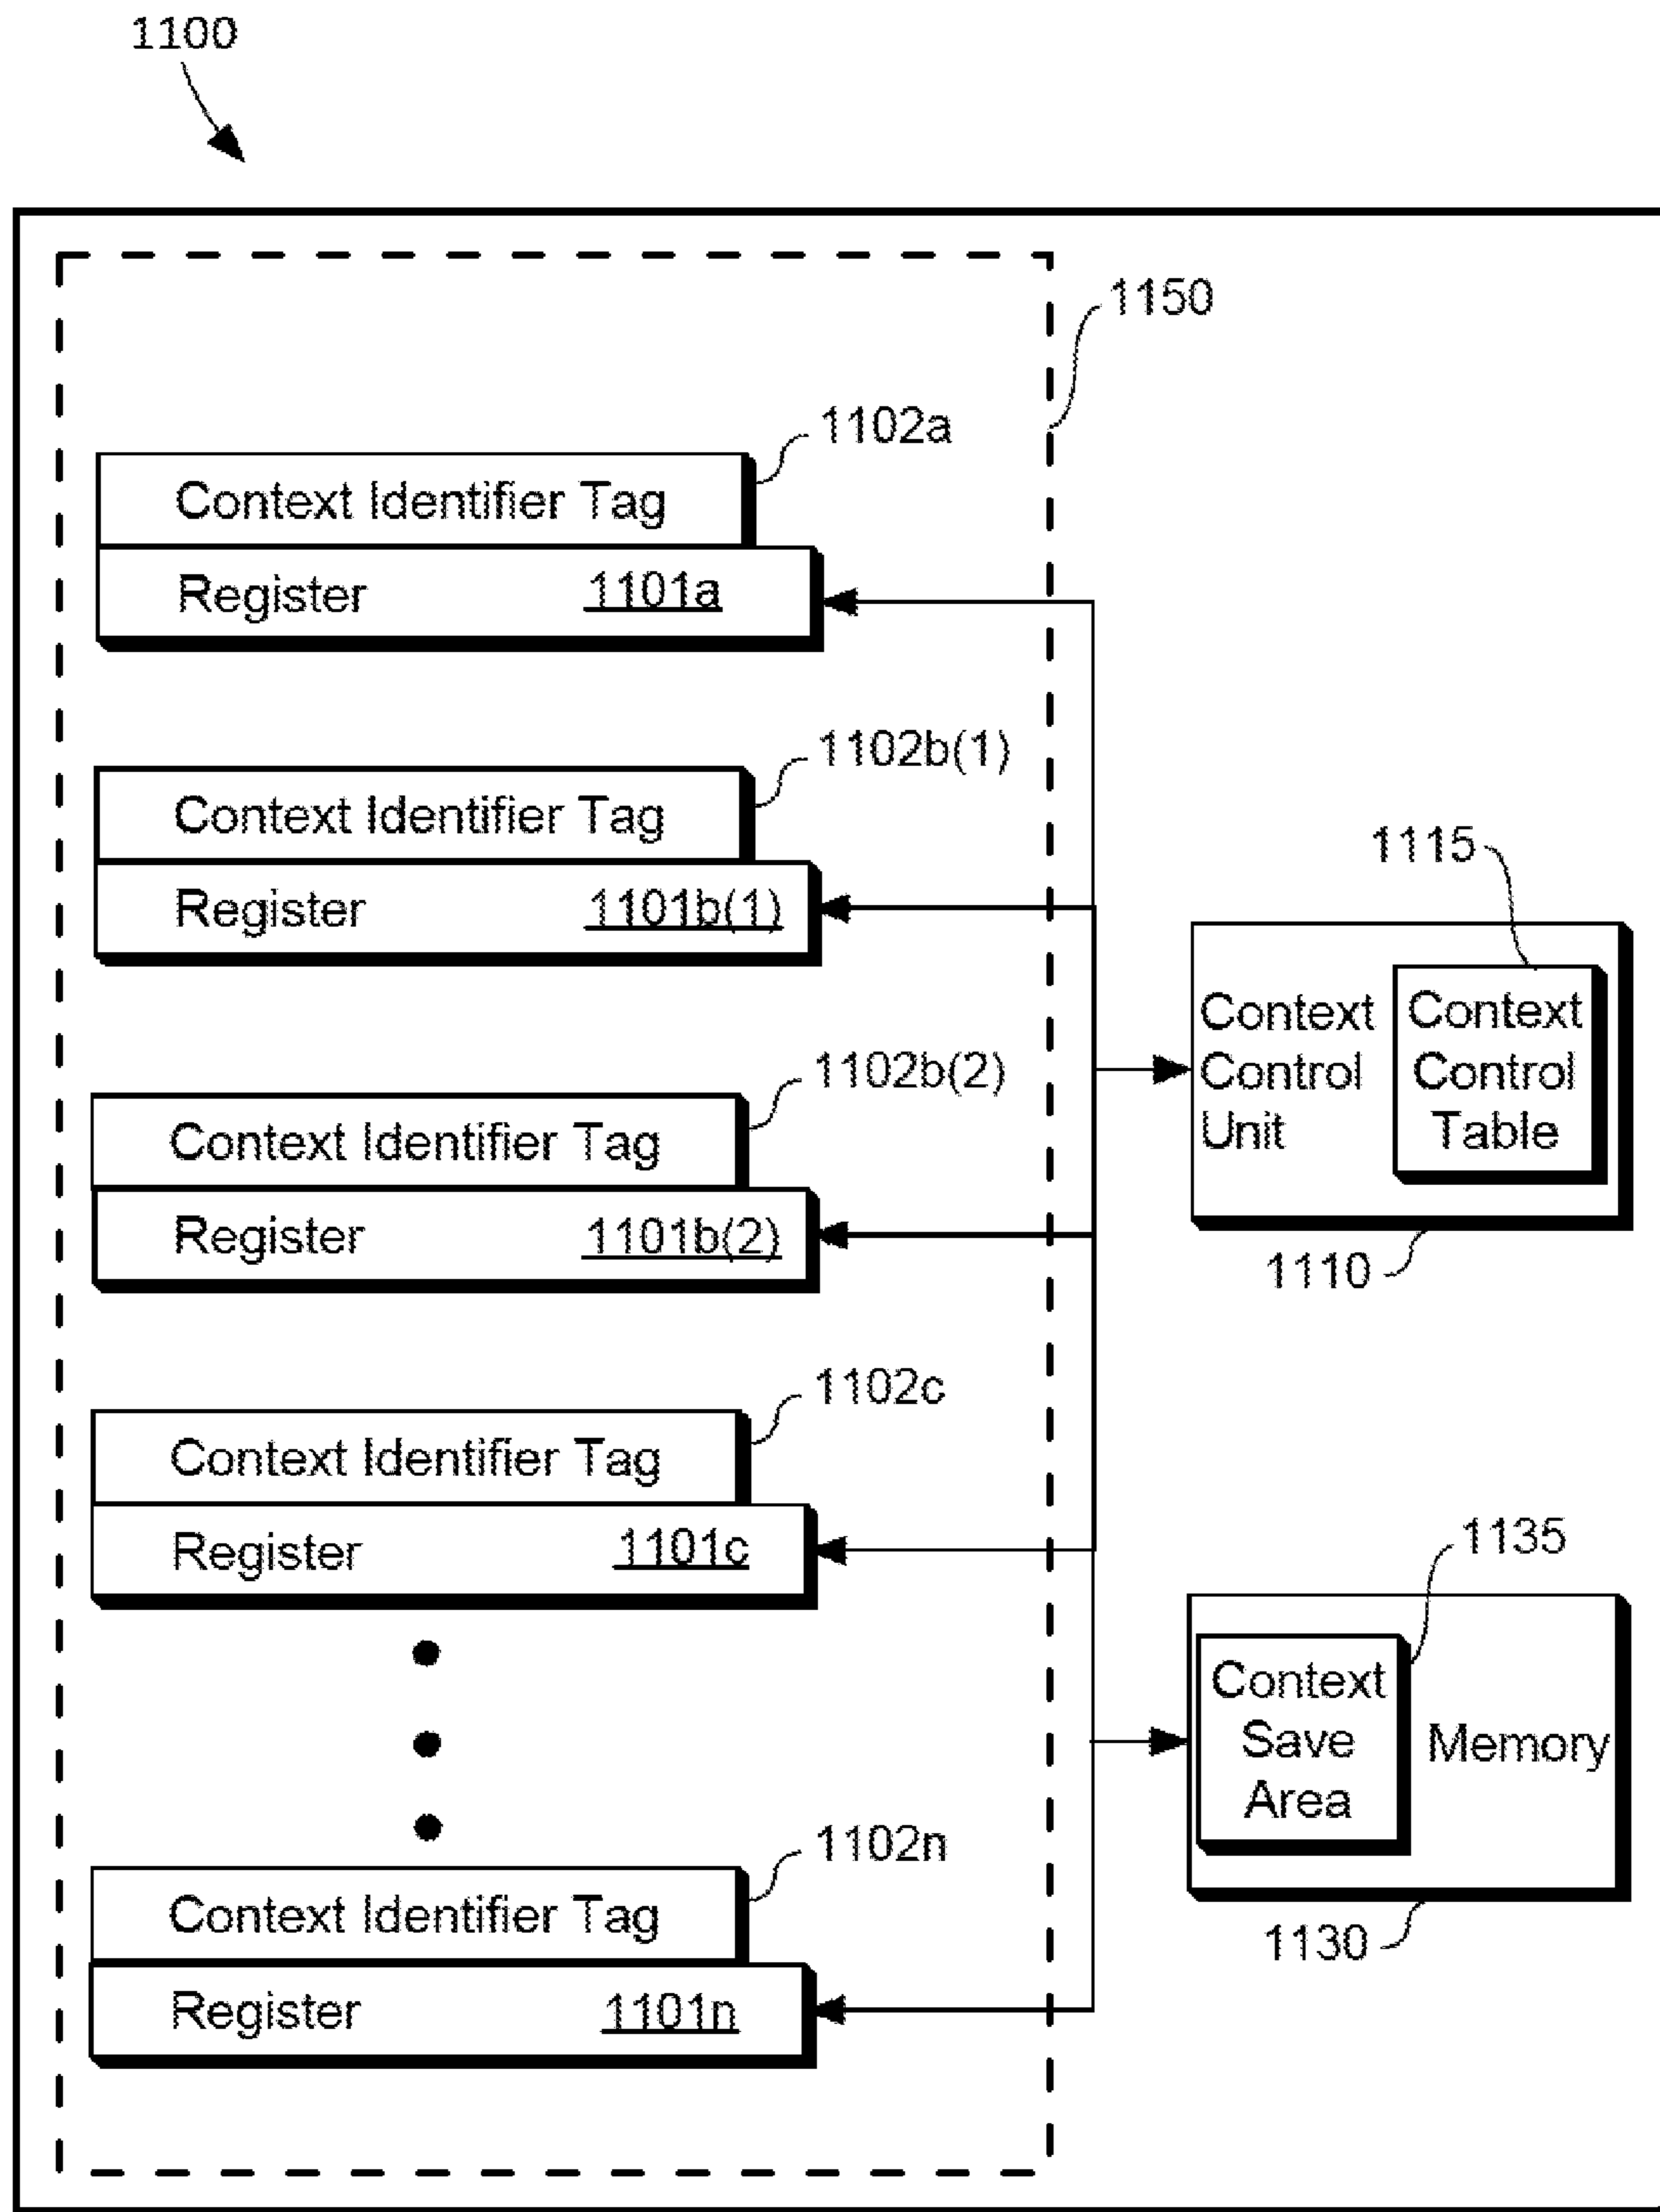 1100
1150
1102a
Context Identifier Tag
Register 1101a
1102b(1)
Context Identifier Tag
Register 1101b(1)
1102b(2)
Context Identifier Tag
Register 1101b(2)
1102c
Context Identifier Tag
Register 1101c
1102n
Context Identifier Tag
Register 1101n
1115
Context
Control
Unit
Context
Control
Table
1110
1135
Context
Save
Area
Memory
1130